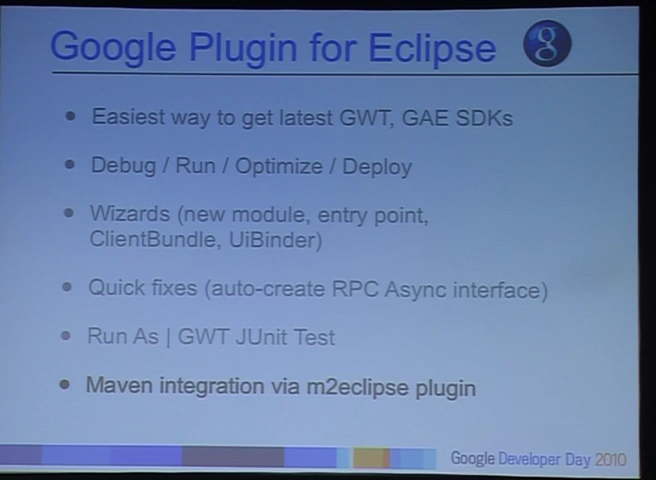 Google Plugin for Eclipse
g
• Easiest way to get latest GWT, GAE SDKs
• Debug / Run / Optimize / Deploy
• Wizards (new module, entry point,
ClientBundle, UiBinder)
• Quick fixes (auto-create RPC Async interface)
• Run As | GWT JUnit Test
• Maven integration via m2eclipse plugin
Google Developer Day 2010